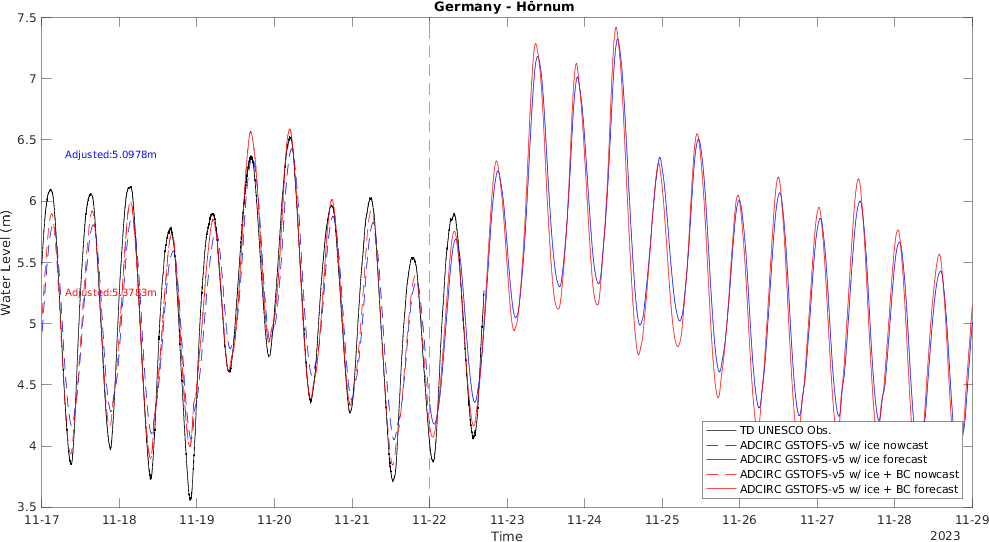 Germany - Hörnum
7.5
7
6.5
6
5.5
5
4.5
4
3.5
Water Level (m)
Adjusted:5.0978m
Adjusted:5.3783m
TD UNESCO Obs.
ADCIRC GSTOFS-v5 w/ ice nowcast
ADCIRC GSTOFS-v5 w/ ice forecast
ADCIRC GSTOFS-v5 w/ ice + BC nowcast
ADCIRC GSTOFS-v5 w/ ice + BC forecast
11-17 11-18 11-19 11-20 11-21 11-22 11-23 11-24 11-25 11-26 11-27 11-28 11-29
Time
2023